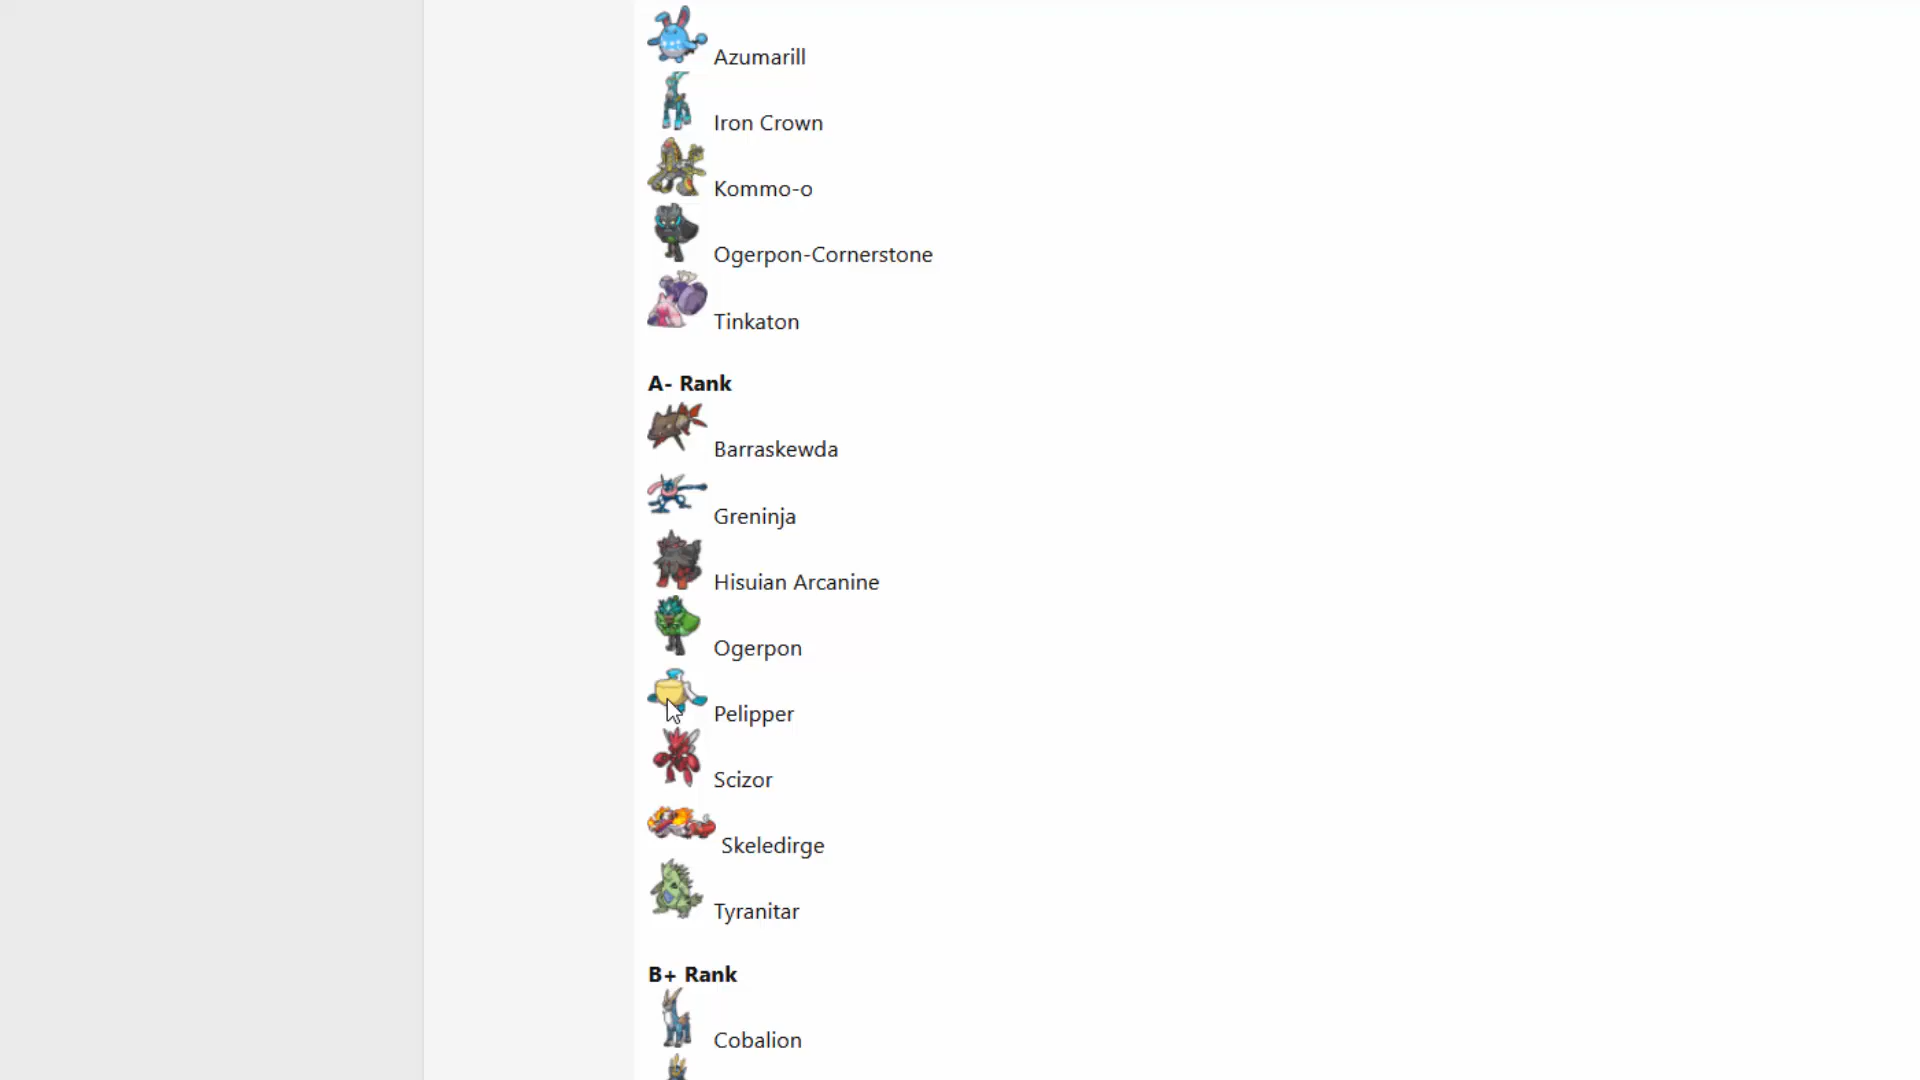 Azumarill
Iron Crown
Kommo-o
Ogerpon-Cornerstone
Tinkaton
A- Rank
Barraskewda
Greninja
Hisuian Arcanine
Ogerpon
Pelipper
Scizor
Skeledirge
Tyranitar
B+ Rank
Cobalion